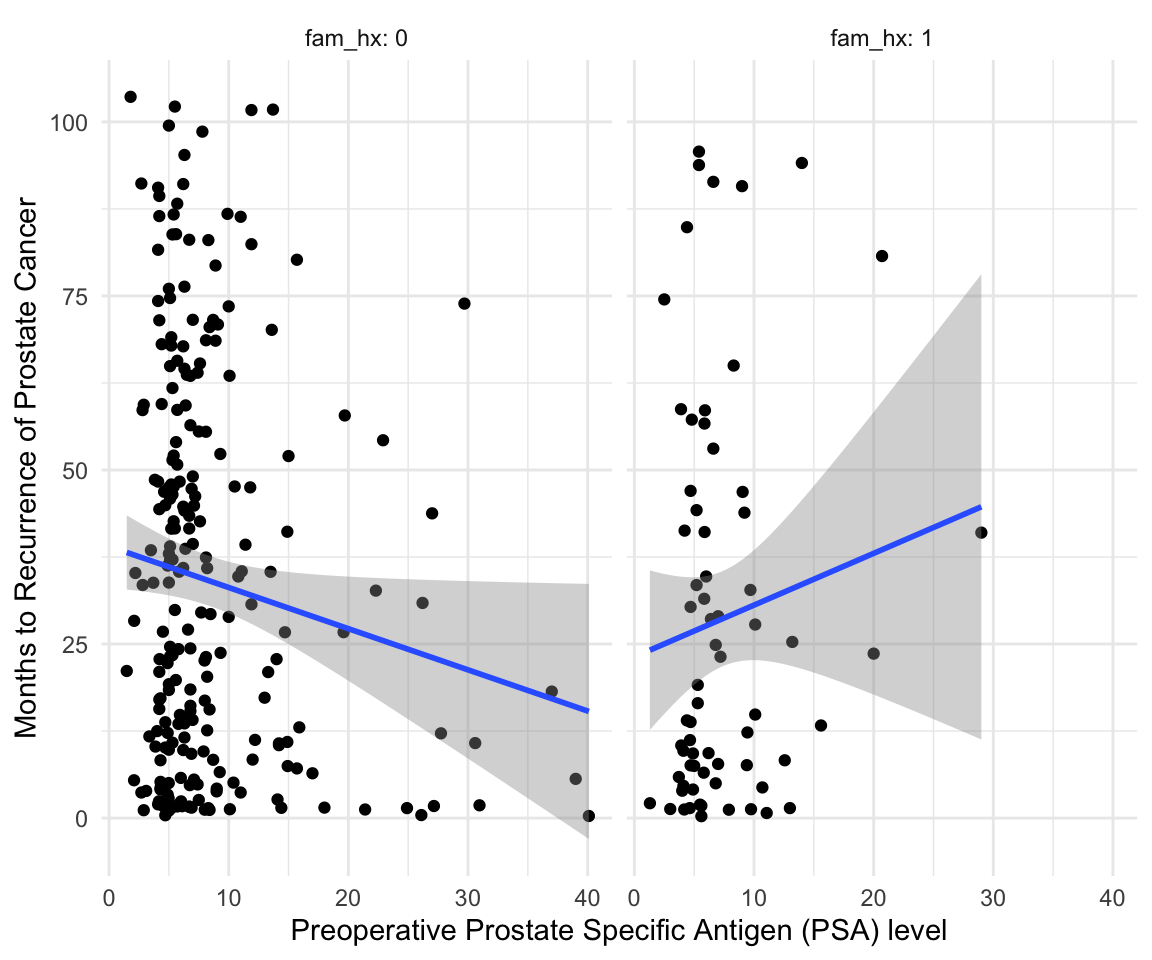 fam_hx: 0
fam_hx: 1
Months to Recurrence of Prostate Cancer
100
75
50
25
0
0 10 20 30 40
0 10 20 30 40
Preoperative Prostate Specific Antigen (PSA) level